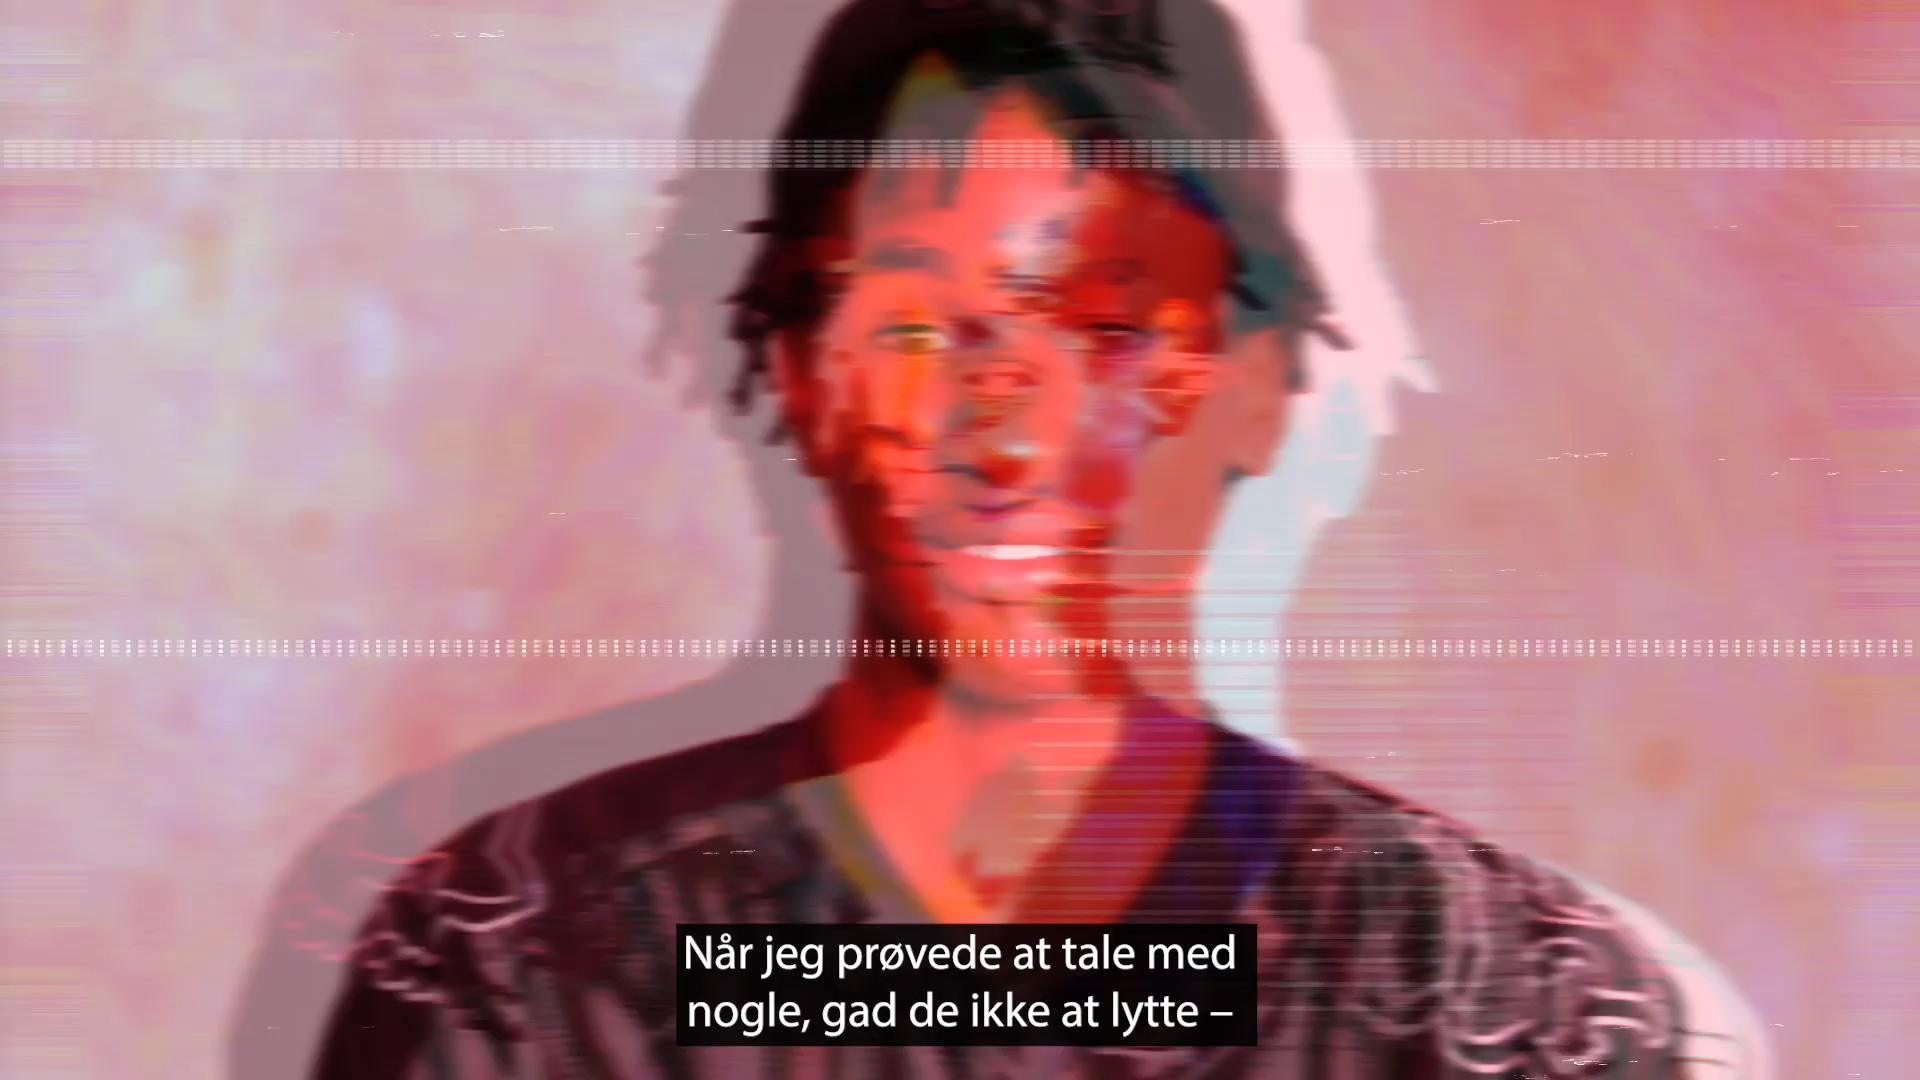 Når jeg prøvede at tale med
nogle, gad de ikke at lytte –